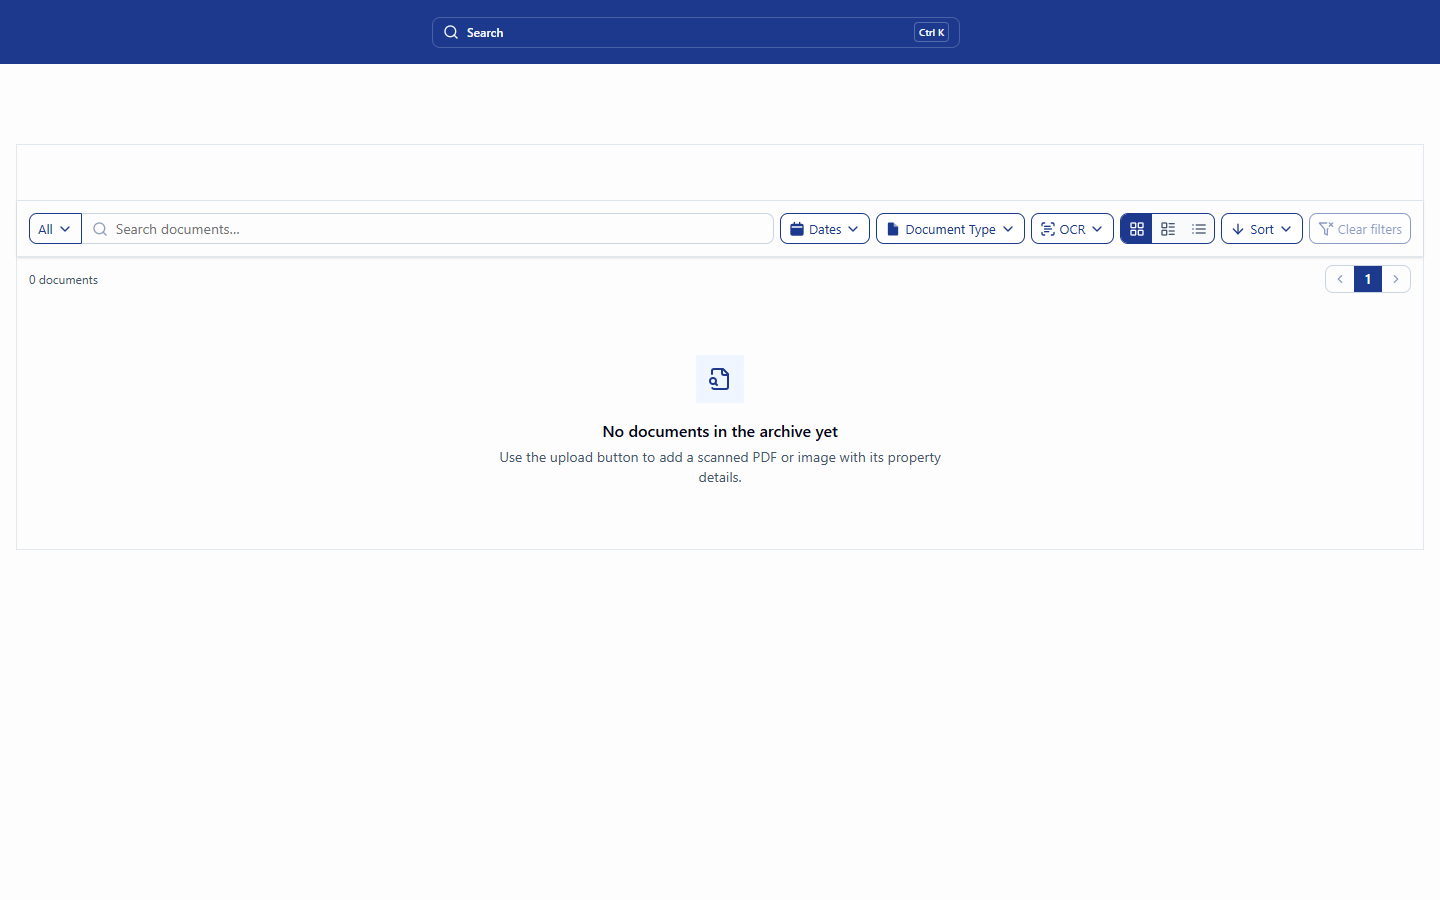 Search
Ctrl K
All
Search documents...
Dates
Document Type
OCR
Sort
Clear filters
0 documents
1
No documents in the archive yet
Use the upload button to add a scanned PDF or image with its property
details.